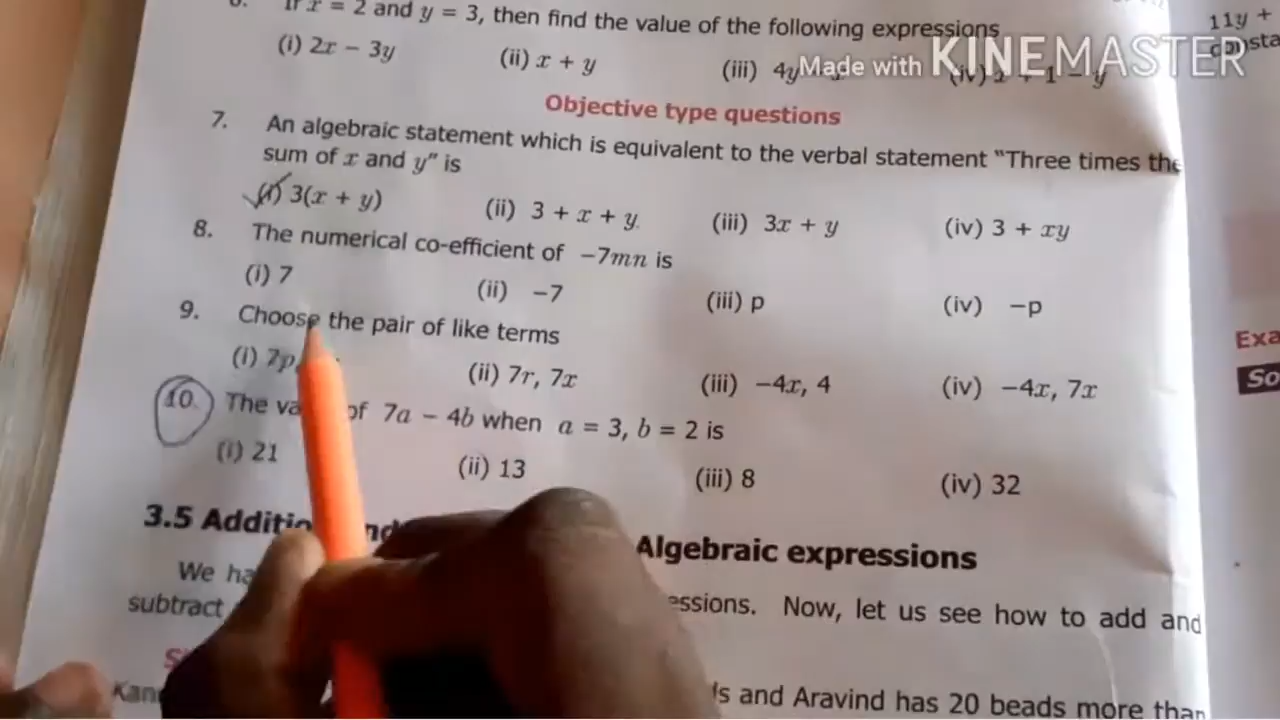 If x = 2 and y = 3, then find the value of the following expressions
(i) 2x − 3y (ii) x + y (iii) 4y
Made with KINEMASTER
Objective type questions
7. An algebraic statement which is equivalent to the verbal statement "Three times the
sum of x and y" is
(i) 3(x + y) (ii) 3 + x + y. (iii) 3x + y (iv) 3 + xy
8. The numerical co-efficient of −7mn is
(i) 7 (ii) −7 (iii) p (iv) −p
9. Choose the pair of like terms
(i) 7p, (ii) 7r, 7x (iii) −4x, 4 (iv) −4x, 7x
10. The of 7a − 4b when a = 3, b = 2 is
(i) 21 (ii) 13 (iii) 8 (iv) 32
3.5 Algebraic expressions
We
subtract Now, let us see how to add and
and Aravind has 20 beads more than
11y +
Exa
So